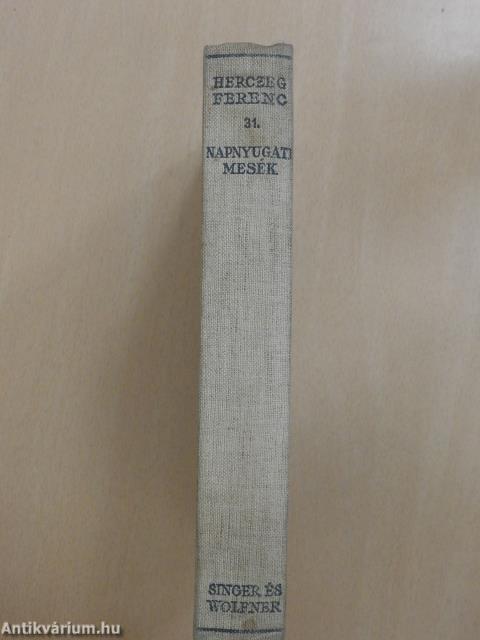 HERCZEG
FERENC
31.
NAPNYUGATI
MESÉK
SINGER ÉS
WOLFNER
Antikvárium.hu